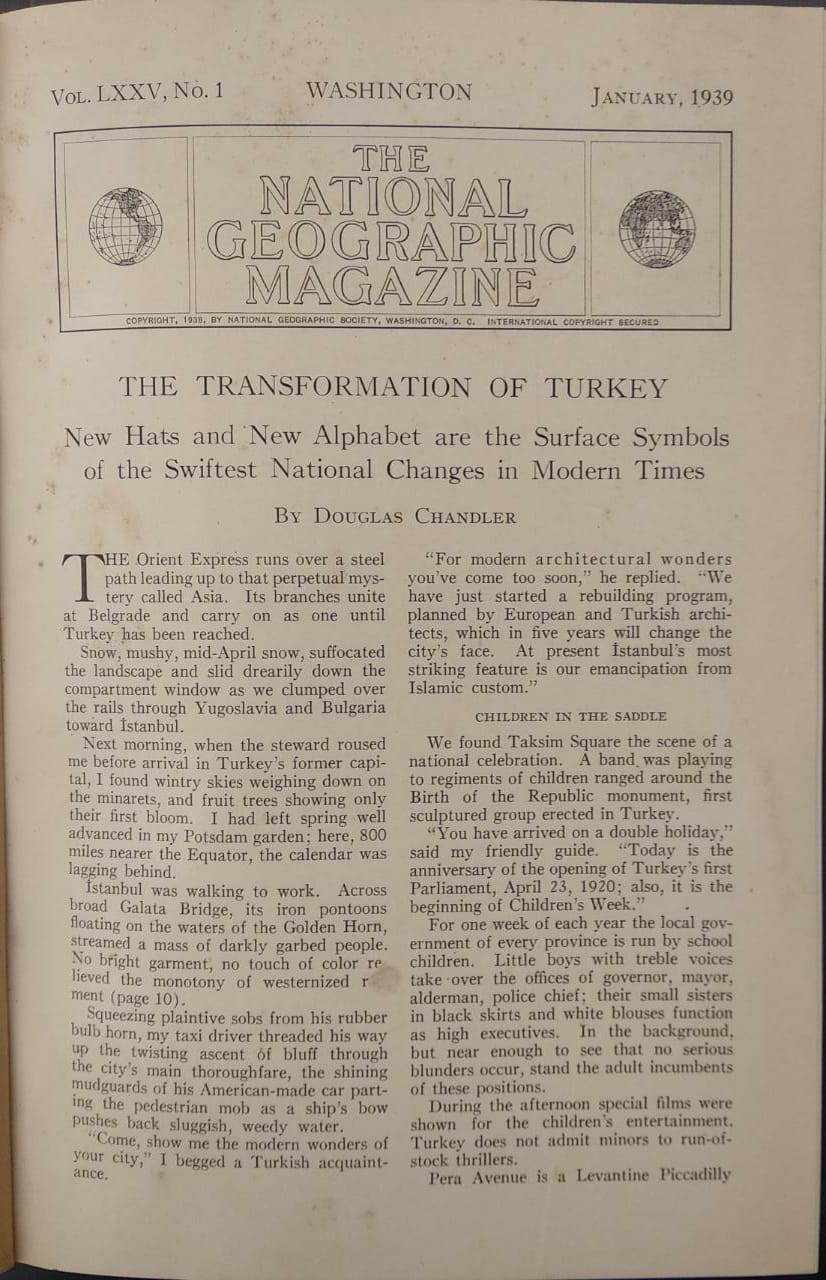 VOL. LXXV, No. 1 WASHINGTON JANUARY, 1939
THE
NATIONAL
GEOGRAPHIC
MAGAZINE
COPYRIGHT, 1938, BY NATIONAL GEOGRAPHIC SOCIETY, WASHINGTON, D. C. INTERNATIONAL COPYRIGHT SECURED
THE TRANSFORMATION OF TURKEY
New Hats and New Alphabet are the Surface Symbols
of the Swiftest National Changes in Modern Times
BY DOUGLAS CHANDLER
THE Orient Express runs over a steel
path leading up to that perpetual mys-
tery called Asia. Its branches unite
at Belgrade and carry on as one until
Turkey has been reached.
Snow, mushy, mid-April snow, suffocated
the landscape and slid drearily down the
compartment window as we clumped over
the rails through Yugoslavia and Bulgaria
toward İstanbul.
Next morning, when the steward roused
me before arrival in Turkey's former capi-
tal, I found wintry skies weighing down on
the minarets, and fruit trees showing only
their first bloom. I had left spring well
advanced in my Potsdam garden; here, 800
miles nearer the Equator, the calendar was
lagging behind.
İstanbul was walking to work. Across
broad Galata Bridge, its iron pontoons
floating on the waters of the Golden Horn,
streamed a mass of darkly garbed people.
No bright garment, no touch of color re
lieved the monotony of westernized r
ment (page 10).
Squeezing plaintive sobs from his rubber
bulb horn, my taxi driver threaded his way
up the twisting ascent of bluff through
the city's main thoroughfare, the shining
mudguards of his American-made car part-
ing the pedestrian mob as a ship's bow
pushes back sluggish, weedy water.
"Come, show me the modern wonders of
your city," I begged a Turkish acquaint-
ance.
"For modern architectural wonders
you've come too soon," he replied. "We
have just started a rebuilding program,
planned by European and Turkish archi-
tects, which in five years will change the
city's face. At present İstanbul's most
striking feature is our emancipation from
Islamic custom."
CHILDREN IN THE SADDLE
We found Taksim Square the scene of a
national celebration. A band was playing
to regiments of children ranged around the
Birth of the Republic monument, first
sculptured group erected in Turkey.
"You have arrived on a double holiday,"
said my friendly guide. "Today is the
anniversary of the opening of Turkey's first
Parliament, April 23, 1920; also, it is the
beginning of Children's Week."
For one week of each year the local gov-
ernment of every province is run by school
children. Little boys with treble voices
take over the offices of governor, mayor,
alderman, police chief; their small sisters
in black skirts and white blouses function
as high executives. In the background,
but near enough to see that no serious
blunders occur, stand the adult incumbents
of these positions.
During the afternoon special films were
shown for the children's entertainment.
Turkey does not admit minors to run-of-
stock thrillers.
Pera Avenue is a Levantine Piccadilly